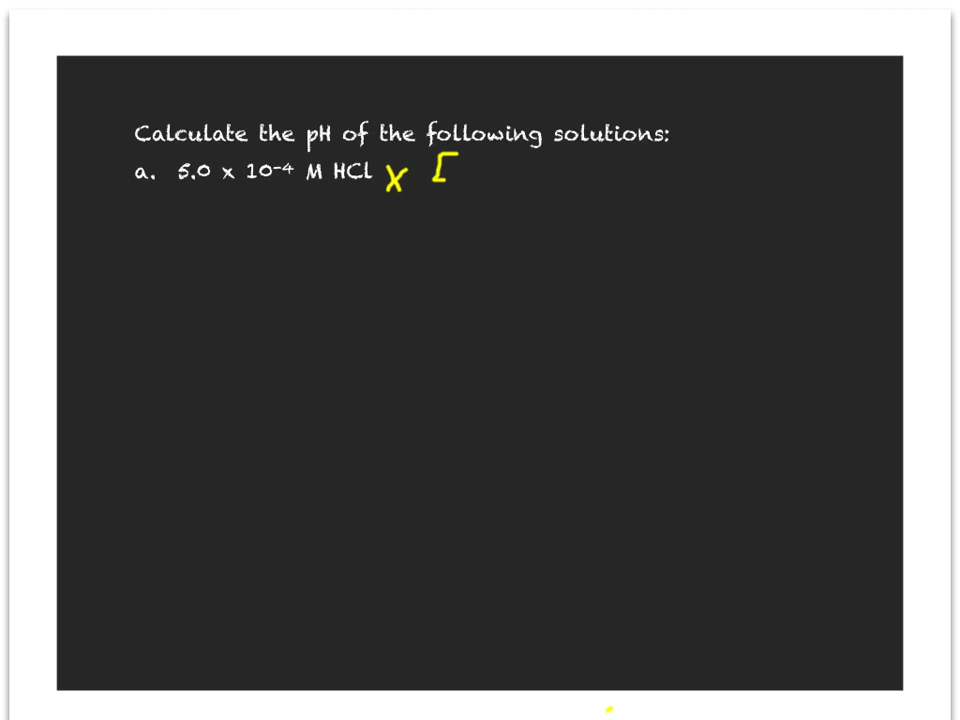 Calculate the pH of the following solutions:
a. 5.0 x 10⁻⁴ M HCl x [